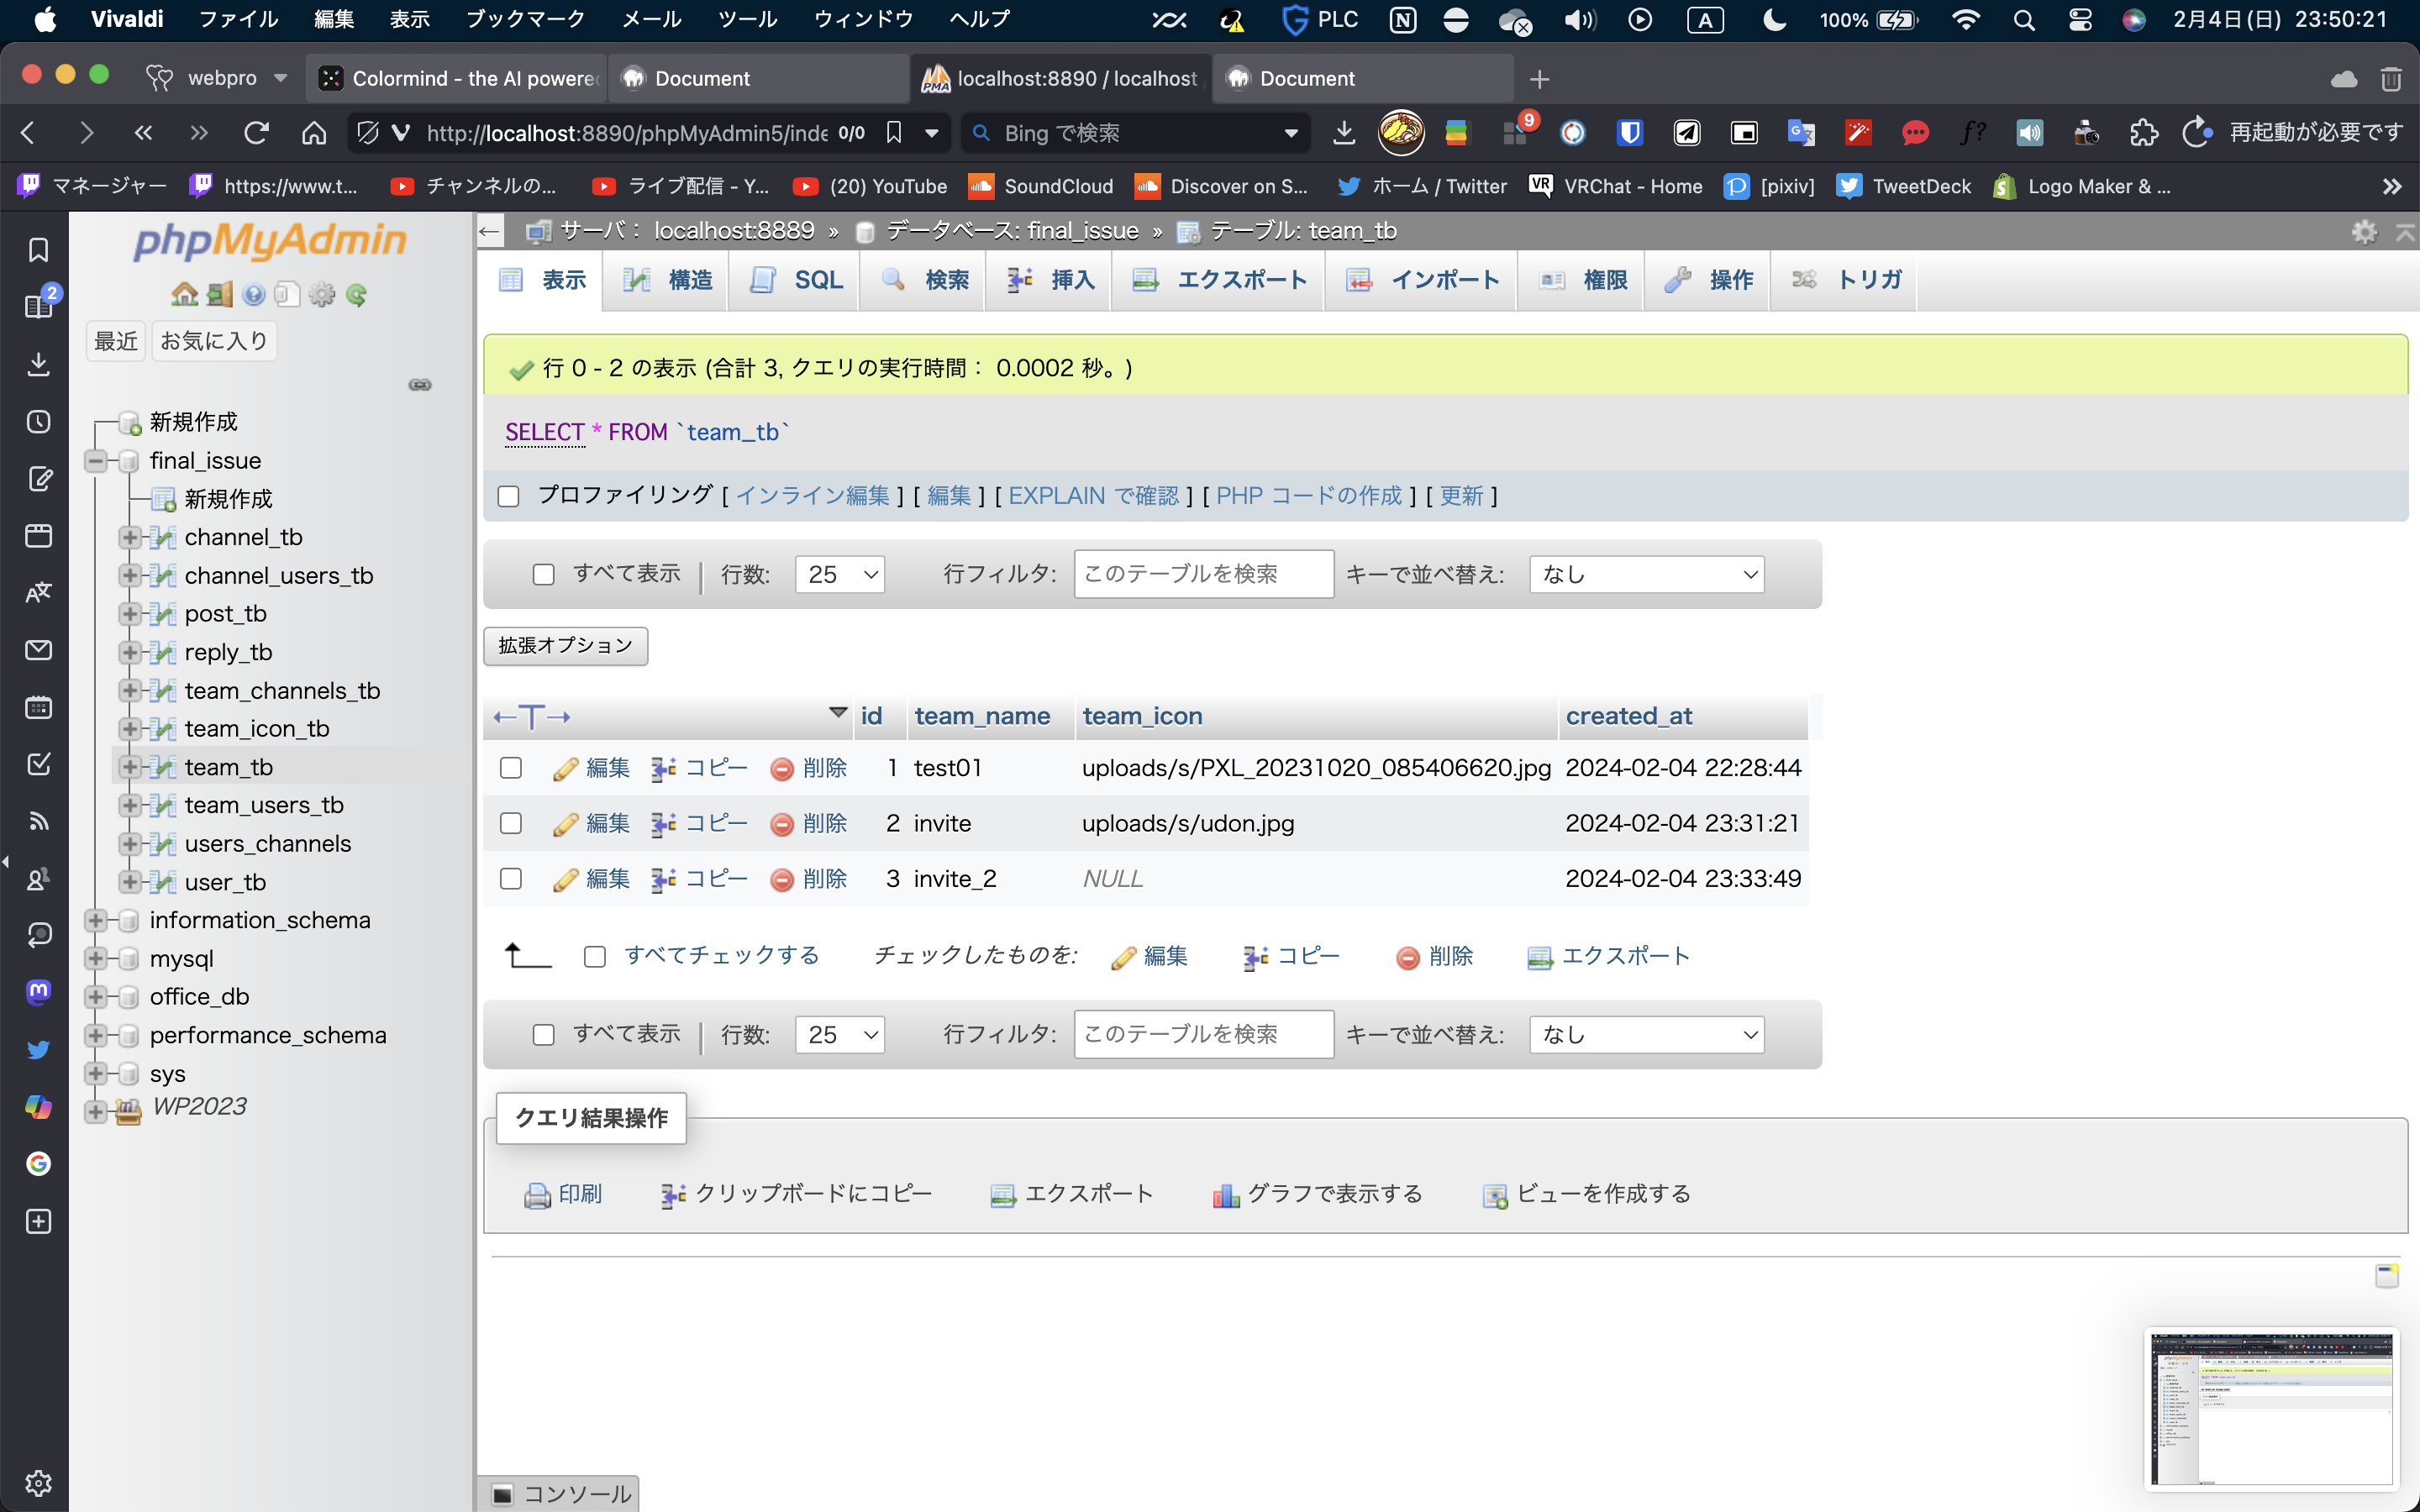 Vivaldi ファイル 編集 表示 ブックマーク メール ツール ウィンドウ ヘルプ PLC A 100% 2月4日(日) 23:50:21
webpro Colormind - the AI powere Document localhost:8890 / localhost Document
http://localhost:8890/phpMyAdmin5/inde 0/0 Bing で検索 9 再起動が必要です
マネージャー https://www.t... チャンネルの... ライブ配信 - Y... (20) YouTube SoundCloud Discover on S... ホーム / Twitter VRChat - Home [pixiv] TweetDeck Logo Maker & ...
2
phpMyAdmin
最近 お気に入り
新規作成
final_issue
新規作成
channel_tb
channel_users_tb
post_tb
reply_tb
team_channels_tb
team_icon_tb
team_tb
team_users_tb
users_channels
user_tb
information_schema
mysql
office_db
performance_schema
sys
WP2023
サーバ: localhost:8889 » データベース: final_issue » テーブル: team_tb
表示 構造 SQL 検索 挿入 エクスポート インポート 権限 操作 トリガ
行 0 - 2 の表示 (合計 3, クエリの実行時間: 0.0002 秒。)
SELECT * FROM `team_tb`
プロファイリング [ インライン編集 ] [ 編集 ] [ EXPLAIN で確認 ] [ PHP コードの作成 ] [ 更新 ]
すべて表示 行数: 25 行フィルタ: このテーブルを検索 キーで並べ替え: なし
拡張オプション
←T→ id team_name team_icon created_at
編集 コピー 削除 1 test01 uploads/s/PXL_20231020_085406620.jpg 2024-02-04 22:28:44
編集 コピー 削除 2 invite uploads/s/udon.jpg 2024-02-04 23:31:21
編集 コピー 削除 3 invite_2 NULL 2024-02-04 23:33:49
すべてチェックする チェックしたものを: 編集 コピー 削除 エクスポート
すべて表示 行数: 25 行フィルタ: このテーブルを検索 キーで並べ替え: なし
クエリ結果操作
印刷 クリップボードにコピー エクスポート グラフで表示する ビューを作成する
コンソール